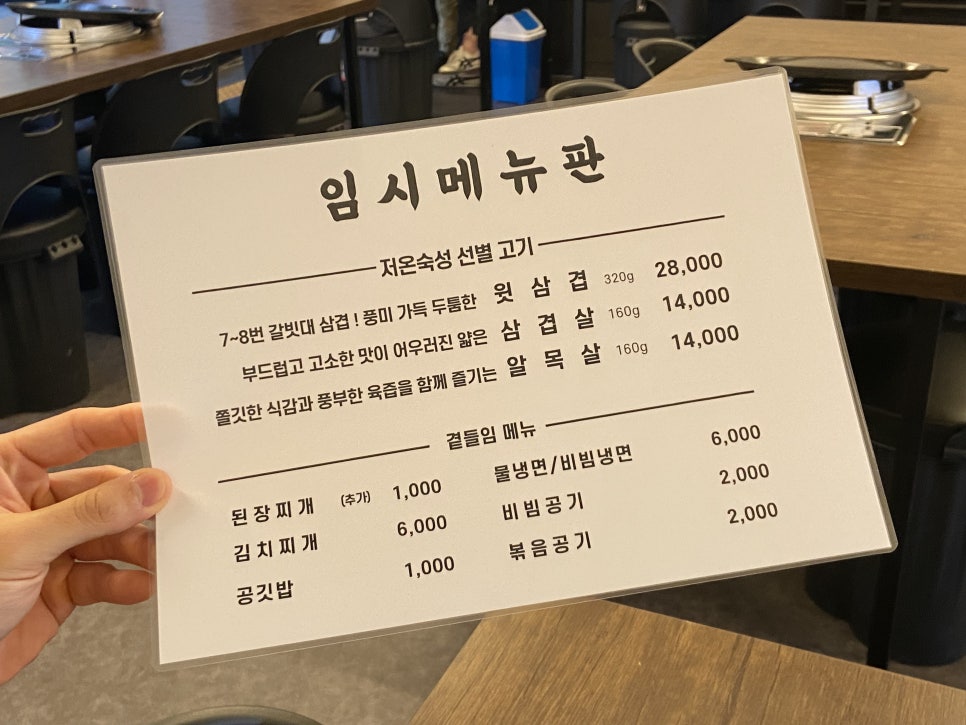 임시메뉴판
저온숙성 선별 고기
7~8번 갈빗대 삼겹! 풍미 가득 두툼한 윗삼겹 320g 28,000
부드럽고 고소한 맛이 어우러진 얇은 삼겹살 160g 14,000
쫄깃한 식감과 풍부한 육즙을 함께 즐기는 알목살 160g 14,000
곁들임 메뉴
된장찌개 (추가) 1,000
김치찌개 6,000
공깃밥 1,000
물냉면/비빔냉면 6,000
비빔공기 2,000
볶음공기 2,000